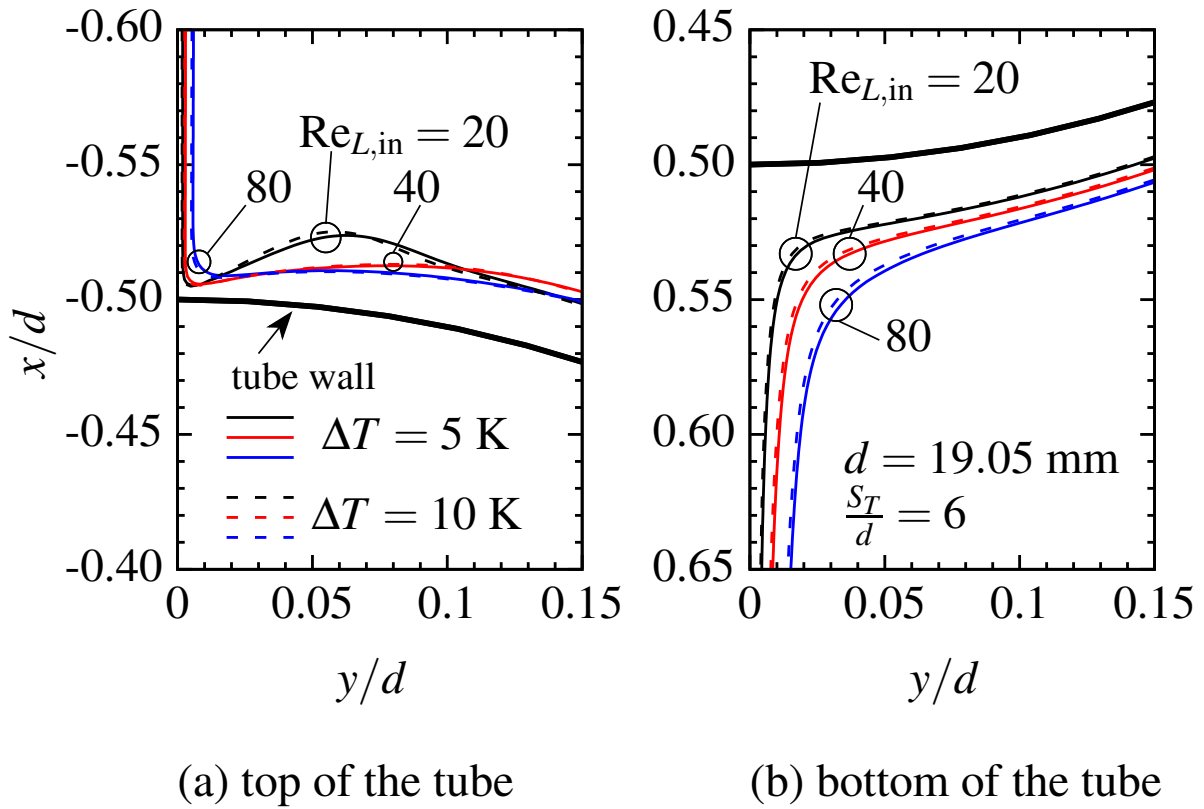 -0.60
-0.55
-0.50
-0.45
-0.40
x/d
0
0.05
0.10
0.15
y/d
Re_{L,in} = 20
80
40
tube wall
ΔT = 5 K
ΔT = 10 K
(a) top of the tube
0.45
0.50
0.55
0.60
0.65
0
0.05
0.1
0.15
y/d
Re_{L,in} = 20
40
80
d = 19.05 mm
S_T/d = 6
(b) bottom of the tube